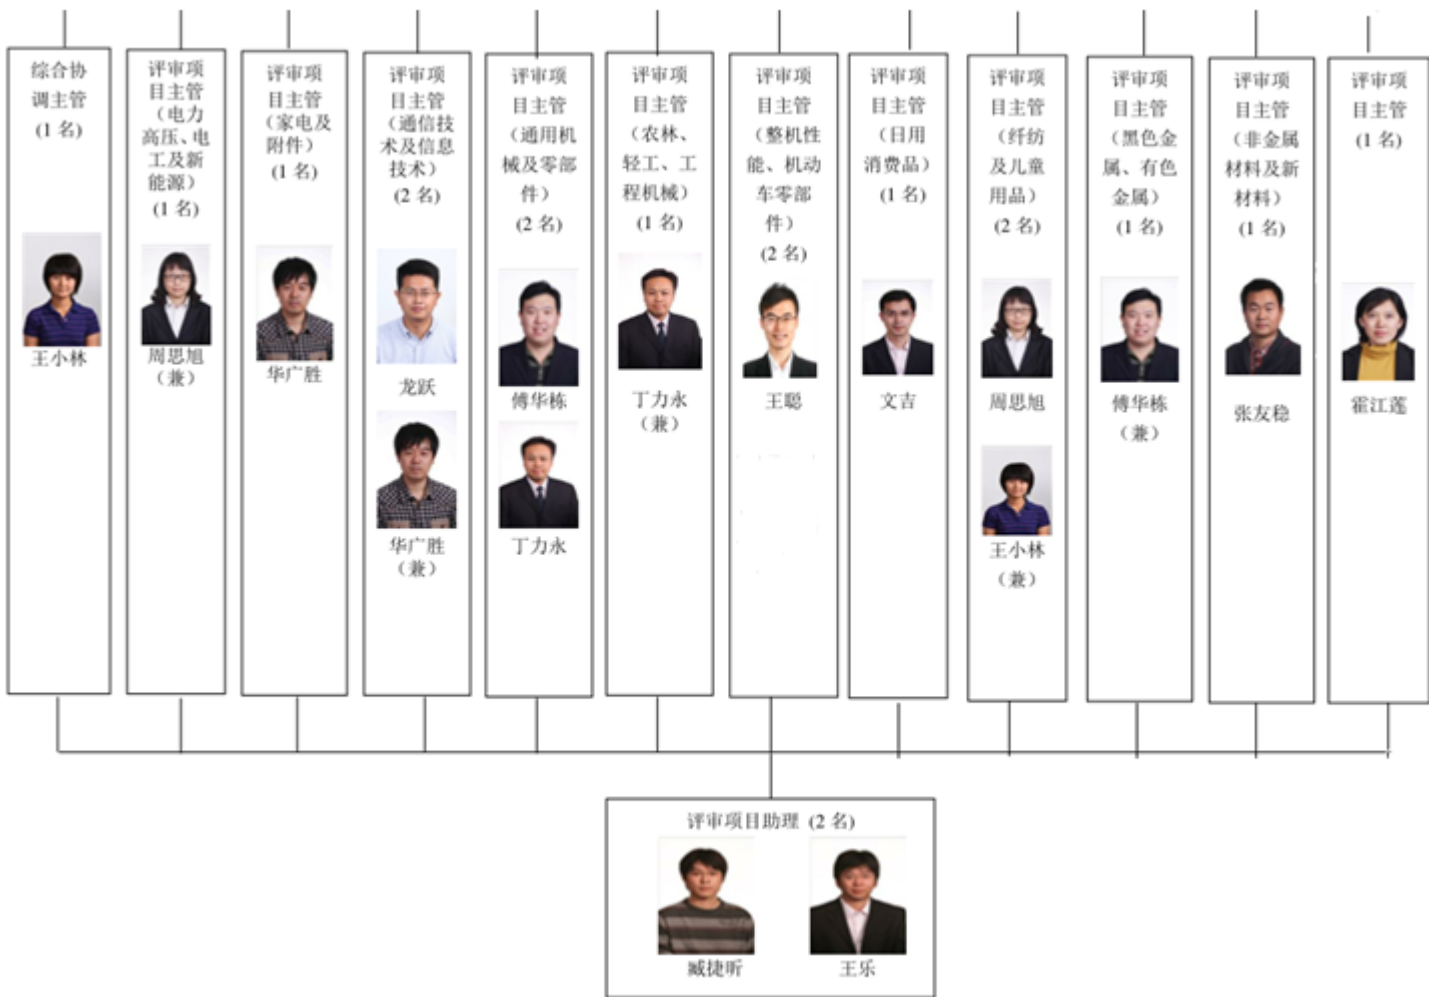 综合协
调主管
(1 名)
王小林
评审项
目主管
（电力
高压、电
工及新
能源）
(1 名)
周思旭
（兼）
评审项
目主管
（家电及
附件）
(1 名)
华广胜
评审项
目主管
（通信技
术及信息
技术）
(2 名)
龙跃
华广胜
（兼）
评审项
目主管
（通用机
械及零部
件）
(2 名)
傅华栋
丁力永
评审项
目主管
（农林、
轻工、工
程机械）
(1 名)
丁力永
（兼）
评审项
目主管
（整机性
能、机动
车零部
件）
(2 名)
王聪
评审项
目主管
（日用
消费品）
(1 名)
文吉
评审项
目主管
（纤纺
及儿童
用品）
(2 名)
周思旭
王小林
（兼）
评审项
目主管
（黑色金
属、有色
金属）
(1 名)
傅华栋
（兼）
评审项
目主管
（非金属
材料及新
材料）
(1 名)
张友稳
评审项
目主管
(1 名)
霍江莲
评审项目助理 (2 名)
臧捷昕
王乐